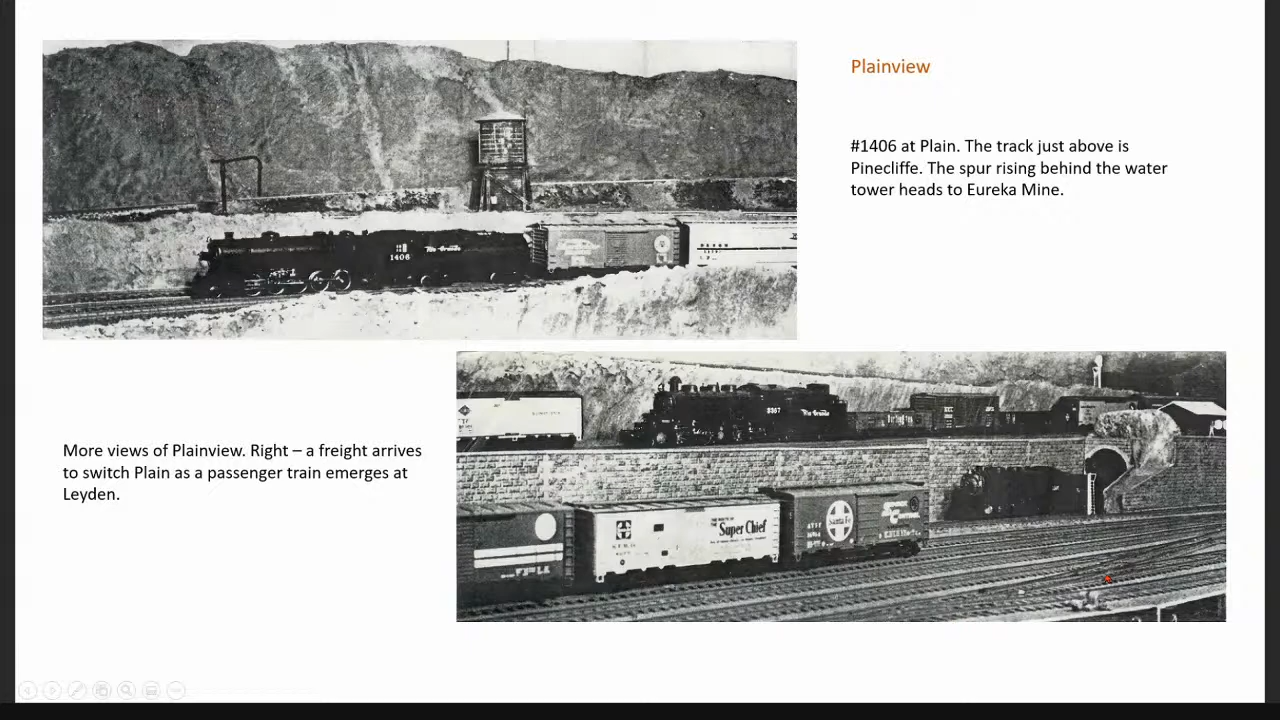 Plainview
#1406 at Plain. The track just above is
Pinecliffe. The spur rising behind the water
tower heads to Eureka Mine.
1406
Rio Grande
More views of Plainview. Right – a freight arrives
to switch Plain as a passenger train emerges at
Leyden.
Rio Grande
Super Chief
Santa Fe
ATSF